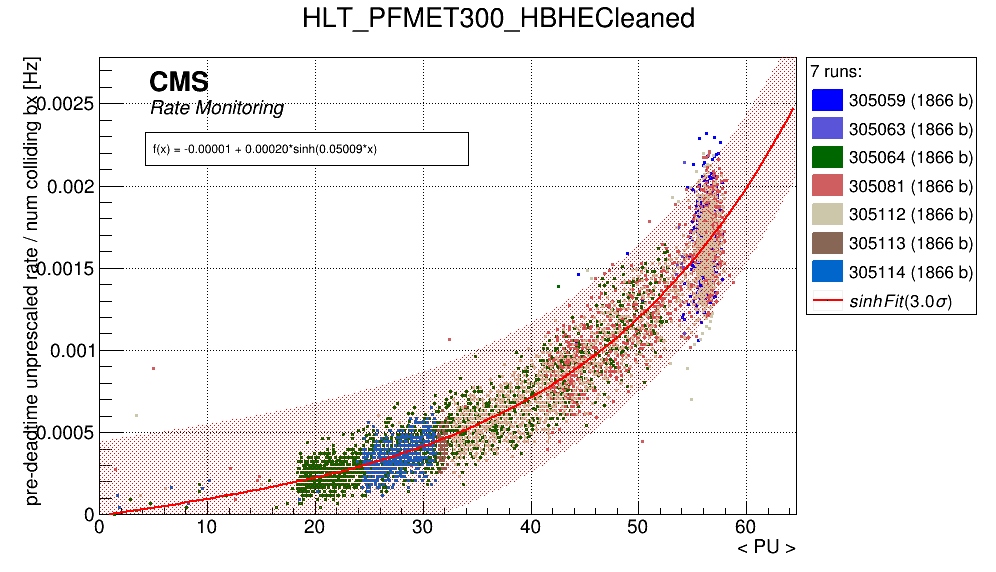 HLT_PFMET300_HBHECleaned
pre-deadtime unprescaled rate / num colliding bx [Hz]
CMS
Rate Monitoring
f(x) = -0.00001 + 0.00020*sinh(0.05009*x)
0.0025
0.002
0.0015
0.001
0.0005
0
0 10 20 30 40 50 60
< PU >
7 runs:
305059 (1866 b)
305063 (1866 b)
305064 (1866 b)
305081 (1866 b)
305112 (1866 b)
305113 (1866 b)
305114 (1866 b)
sinhFit(3.0σ)